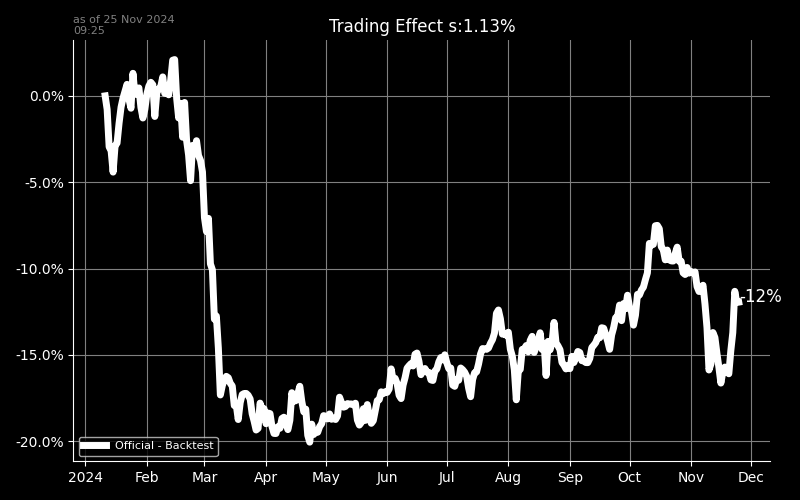 as of 25 Nov 2024
09:25
Trading Effect s:1.13%
0.0%
-5.0%
-10.0%
-12%
-15.0%
-20.0%
Official - Backtest
2024 Feb Mar Apr May Jun Jul Aug Sep Oct Nov Dec